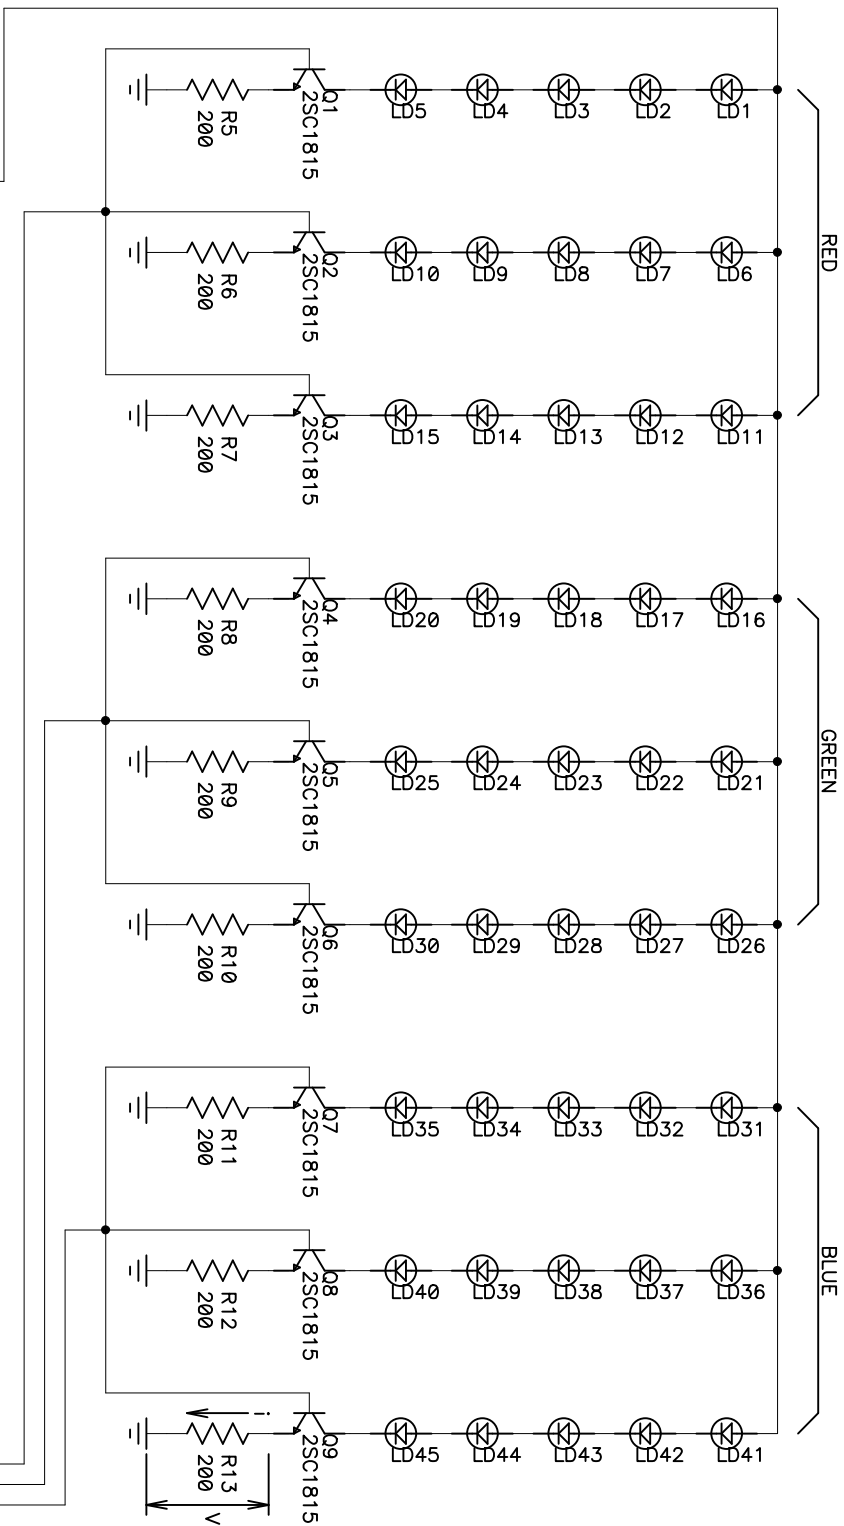 RED
GREEN
BLUE
LD1
LD2
LD3
LD4
LD5
Q1
2SC1815
R5
200
LD6
LD7
LD8
LD9
LD10
Q2
2SC1815
R6
200
LD11
LD12
LD13
LD14
LD15
Q3
2SC1815
R7
200
LD16
LD17
LD18
LD19
LD20
Q4
2SC1815
R8
200
LD21
LD22
LD23
LD24
LD25
Q5
2SC1815
R9
200
LD26
LD27
LD28
LD29
LD30
Q6
2SC1815
R10
200
LD31
LD32
LD33
LD34
LD35
Q7
2SC1815
R11
200
LD36
LD37
LD38
LD39
LD40
Q8
2SC1815
R12
200
LD41
LD42
LD43
LD44
LD45
Q9
2SC1815
i
R13
200
V